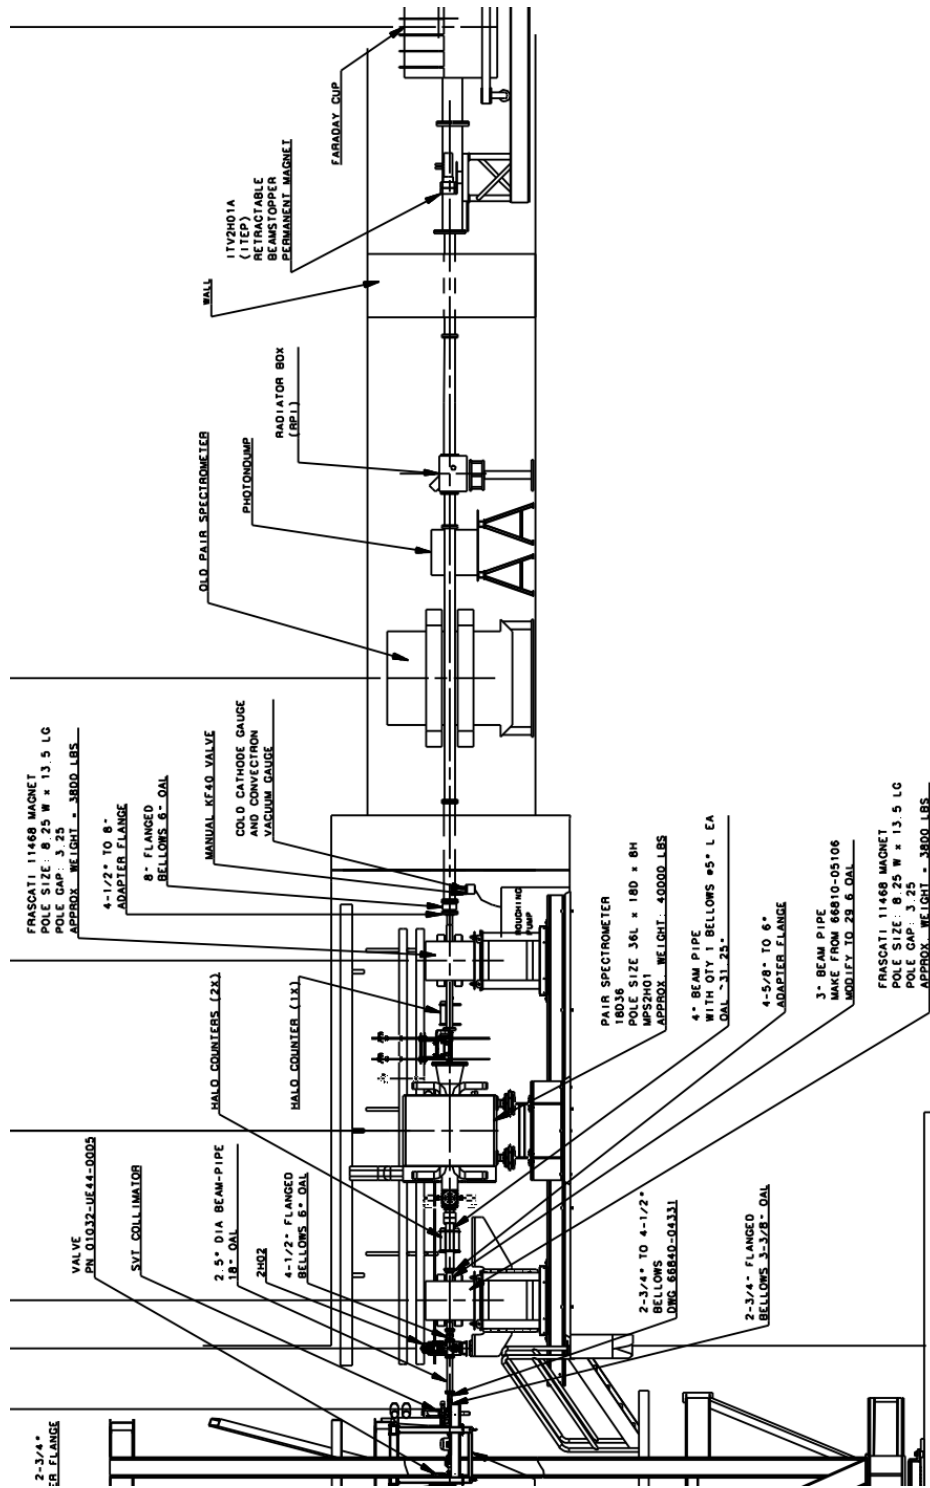 FARADAY CUP
ITV2H01A
(ITEP)
RETRACTABLE
BEAMSTOPPER
PERMANENT MAGNET
WALL
RADIATOR BOX
(RPI)
PHOTONDUMP
OLD PAIR SPECTROMETER
COLD CATHODE GAUGE
AND CONVECTRON
VACUUM GAUGE
MANUAL KF40 VALVE
8" FLANGED
BELLOWS 6" OAL
4-1/2" TO 8"
ADAPTER FLANGE
FRASCATI 11468 MAGNET
POLE SIZE: 8.25 W x 13.5 LG
POLE GAP: 3.25
APPROX WEIGHT = 3800 LBS
ROUGHING
PUMP
HALO COUNTERS (2X)
HALO COUNTER (1X)
PAIR SPECTROMETER
18D36
POLE SIZE 36L x 18D x 8H
MPS2H01
APPROX. WEIGHT: 40000 LBS
4" BEAM PIPE
WITH QTY 1 BELLOWS @5" L EA
OAL ~31.25"
4-5/8" TO 6"
ADAPTER FLANGE
3" BEAM PIPE
MAKE FROM 66810-05106
MODIFY TO 29.6 OAL
FRASCATI 11468 MAGNET
POLE SIZE: 8.25 W x 13.5 LG
POLE GAP: 3.25
APPROX WEIGHT = 3800 LBS
VALVE
PN 01032-UE44-0005
SVT COLLIMATOR
2.5" DIA BEAM-PIPE
18" OAL
2H02
4-1/2" FLANGED
BELLOWS 6" OAL
2-3/4" TO 4-1/2"
BELLOWS
DWG 66840-04331
2-3/4" FLANGED
BELLOWS 3-3/8" OAL
2-3/4"
ER FLANGE